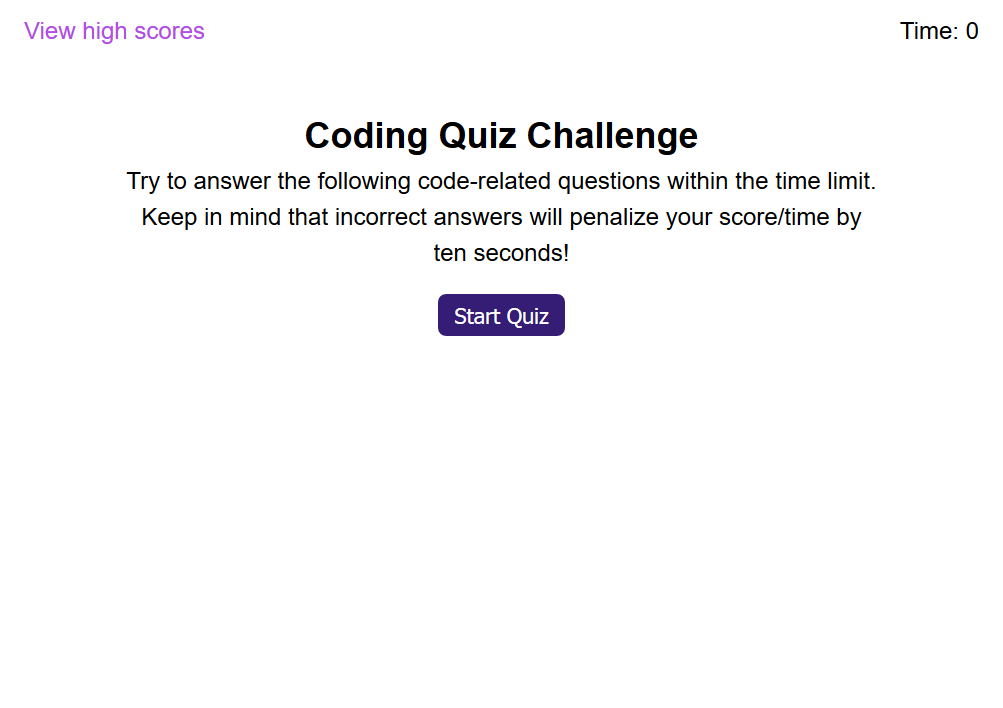 View high scores
Time: 0
Coding Quiz Challenge
Try to answer the following code-related questions within the time limit.
Keep in mind that incorrect answers will penalize your score/time by
ten seconds!
Start Quiz